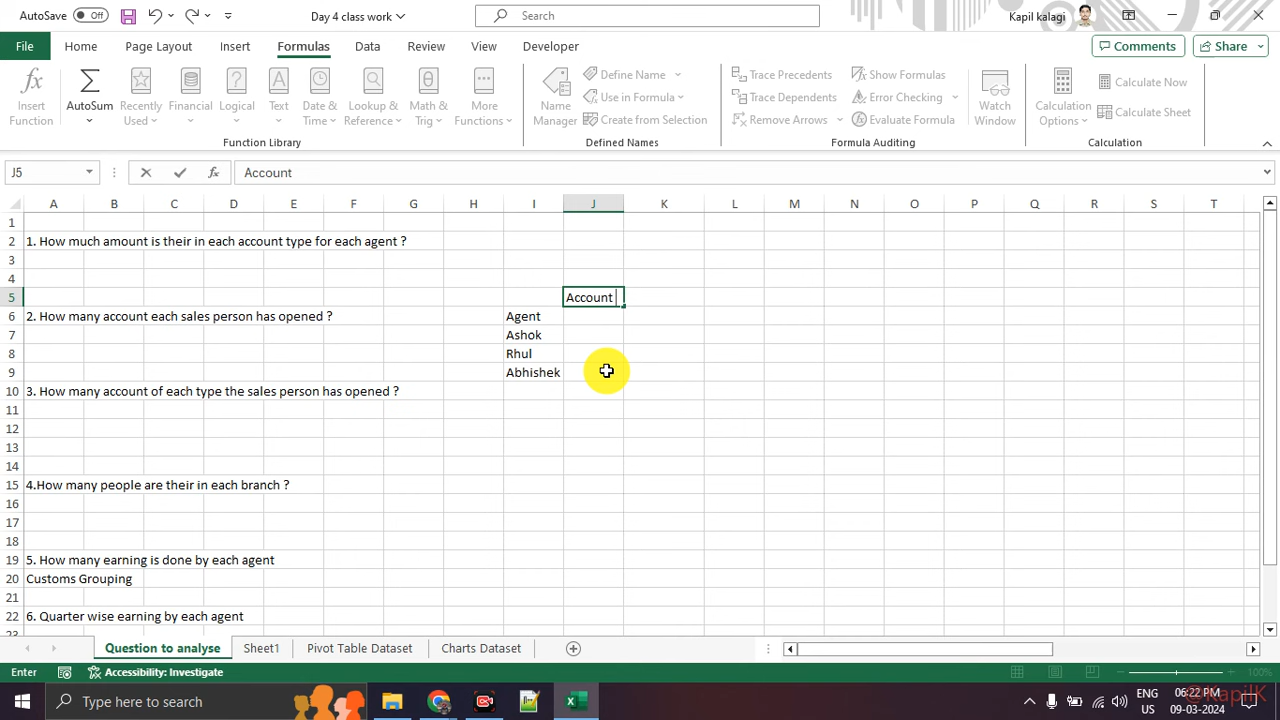 AutoSave Off Day 4 class work Search Kapil kalagi
File Home Page Layout Insert Formulas Data Review View Developer Comments Share
Insert Function AutoSum Recently Used Financial Logical Text Date & Time Lookup & Reference Math & Trig More Functions Name Manager Define Name Use in Formula Create from Selection Trace Precedents Trace Dependents Remove Arrows Show Formulas Error Checking Evaluate Formula Watch Window Calculation Options Calculate Now Calculate Sheet
Function Library Defined Names Formula Auditing Calculation
J5 fx Account
A B C D E F G H I J K L M N O P Q R S T
1
2 1. How much amount is their in each account type for each agent ?
3
4
5 Account
6 2. How many account each sales person has opened ? Agent
7 Ashok
8 Rhul
9 Abhishek
10 3. How many account of each type the sales person has opened ?
11
12
13
14
15 4.How many people are their in each branch ?
16
17
18
19 5. How many earning is done by each agent
20 Customs Grouping
21
22 6. Quarter wise earning by each agent
23
Question to analyse Sheet1 Pivot Table Dataset Charts Dataset
Enter Accessibility: Investigate 100%
Type here to search ENG US 06:22 PM 09-03-2024
@KapilK